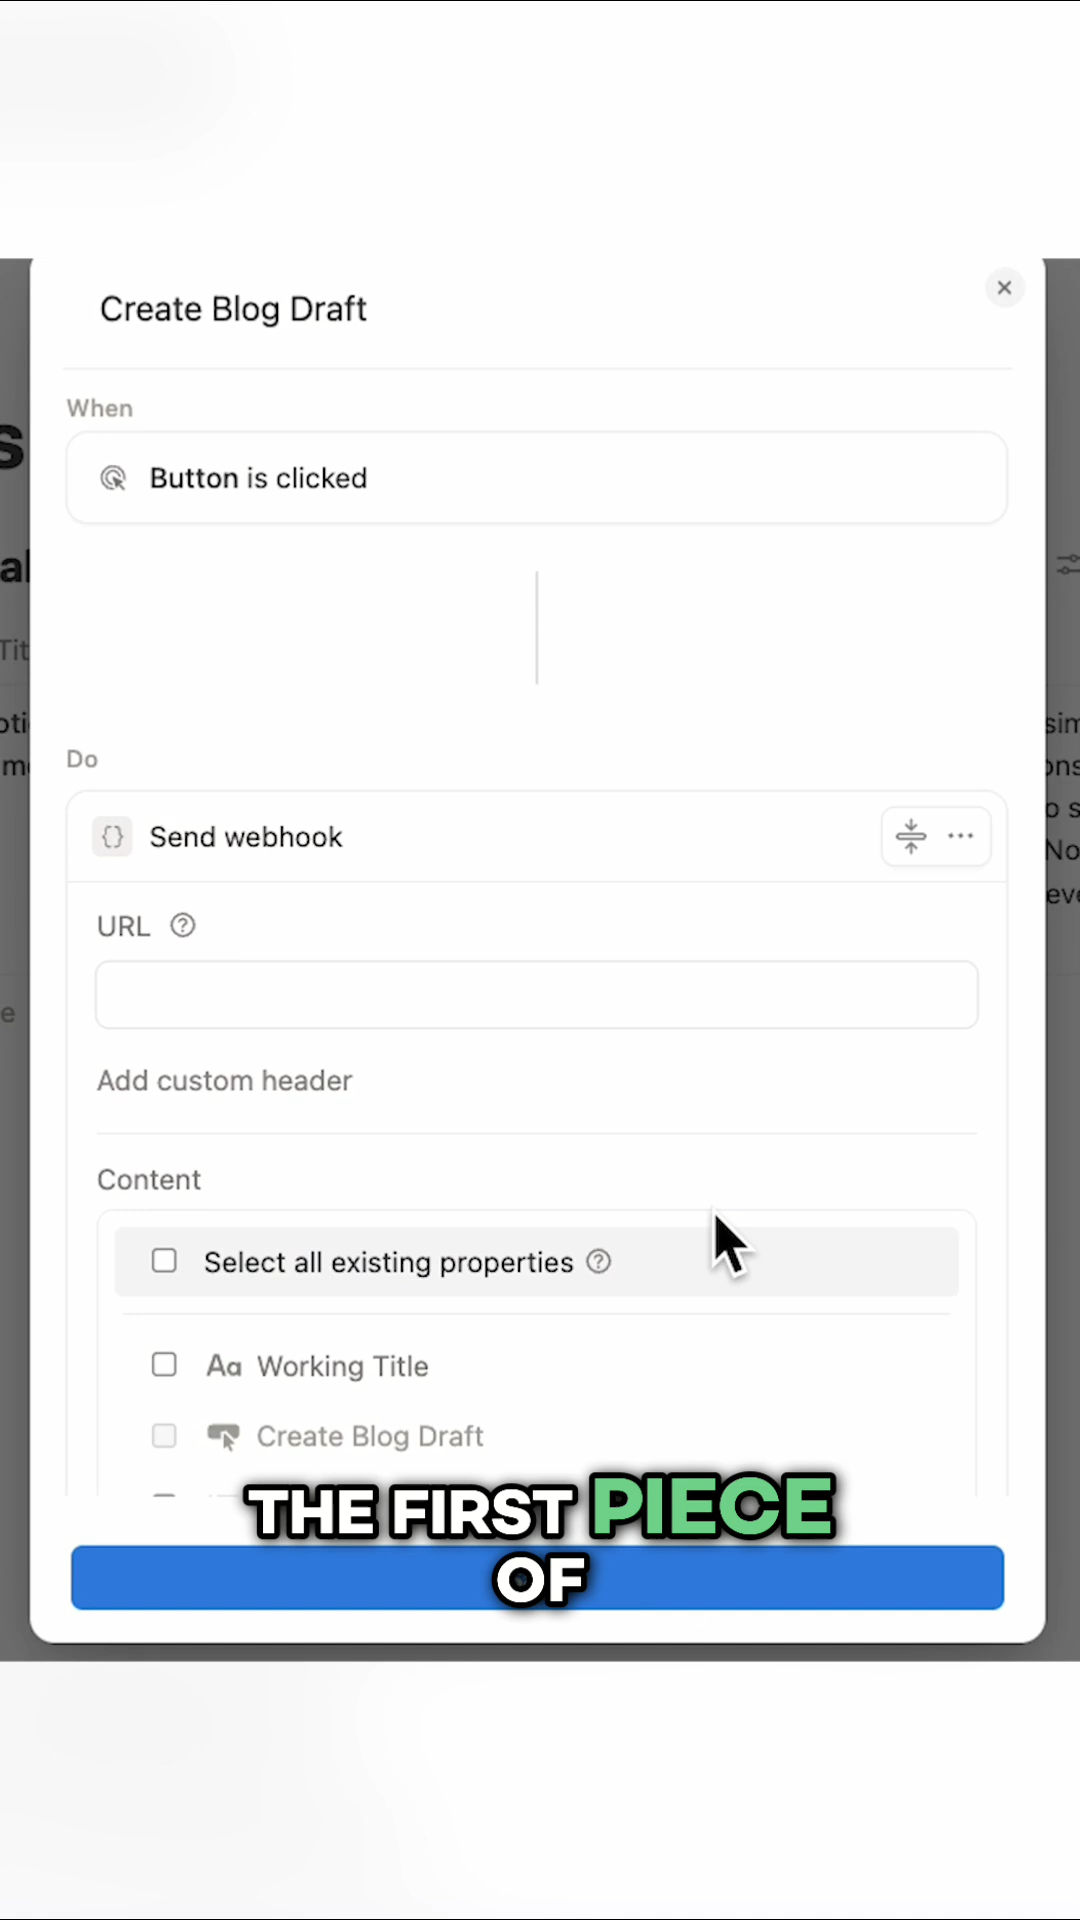 Create Blog Draft
When
Button is clicked
Do
Send webhook
URL
Add custom header
Content
Select all existing properties
Aa Working Title
Create Blog Draft
THE FIRST PIECE
OF